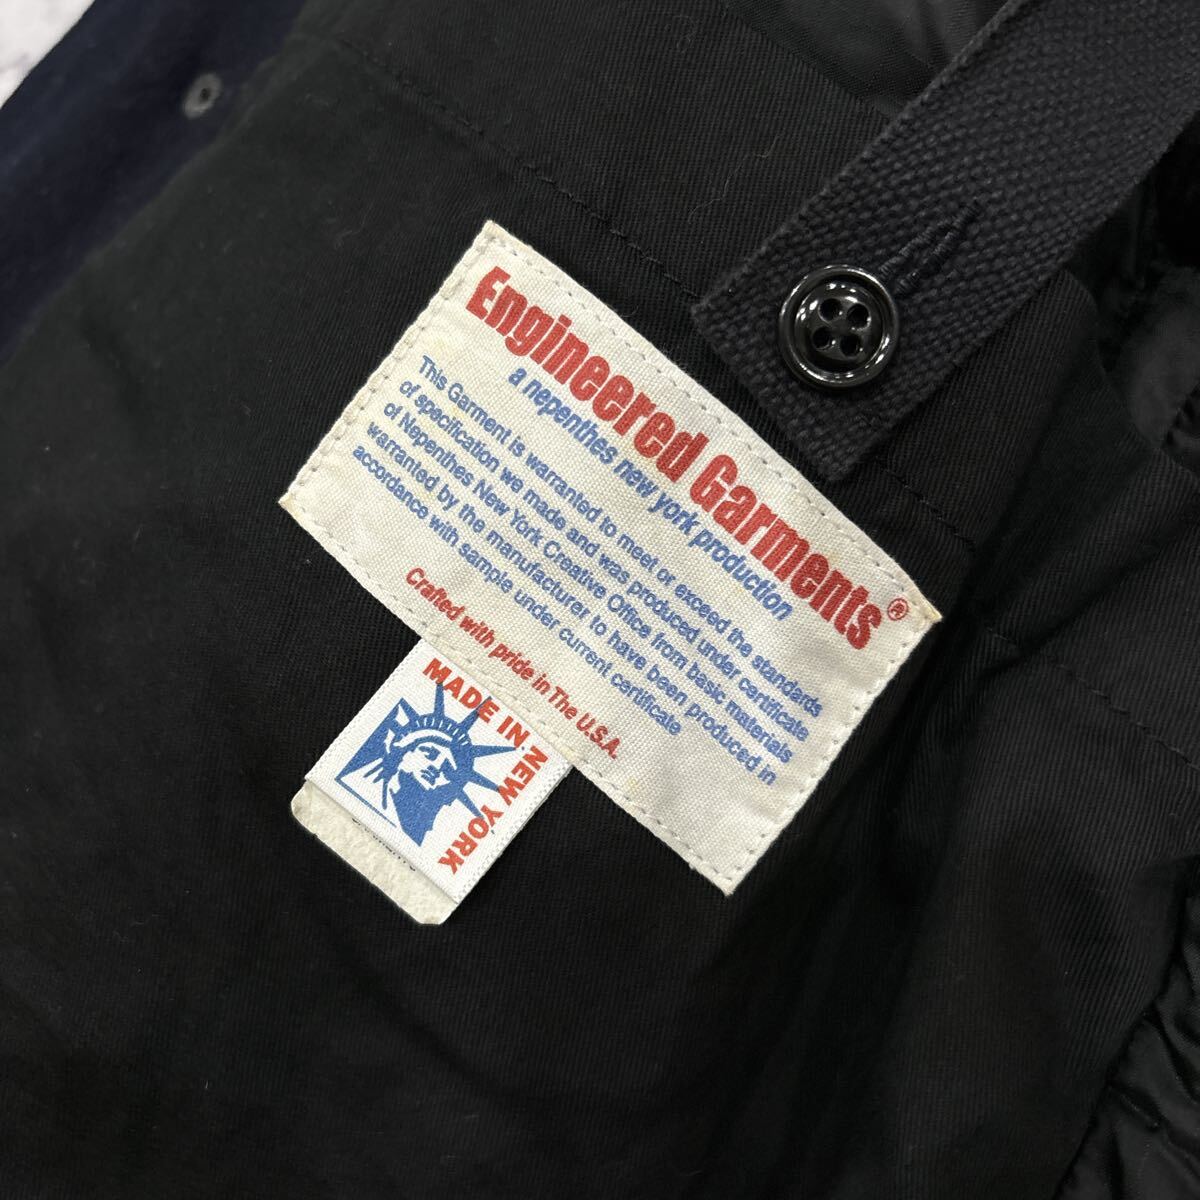 Engineered Garments®
a nepenthes new york production
This Garment is warranted to meet or exceed the standards
of specification we made and was produced under certificate
of Nepenthes New York Creative Office from basic materials
warranted by the manufacturer to have been produced in
accordance with sample under current certificate
Crafted with pride in The U.S.A.
MADE IN NEW YORK